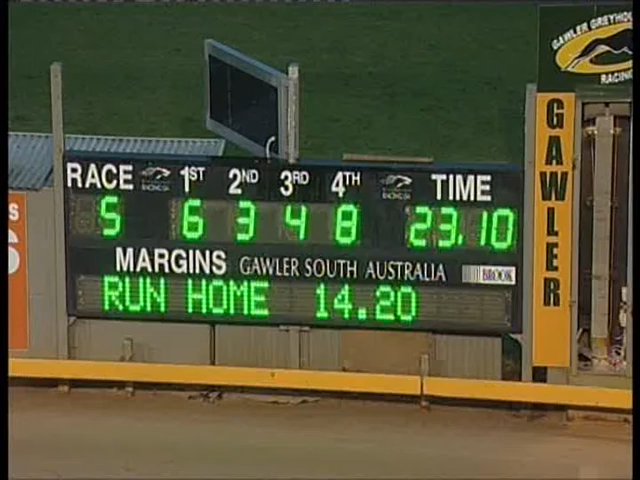 GAWLER GREYHOU
RACING
GAWLER
RACE 1ST 2ND 3RD 4TH TIME
5 6 3 4 8 23.10
MARGINS GAWLER SOUTH AUSTRALIA BROOK
RUN HOME 14.20
S